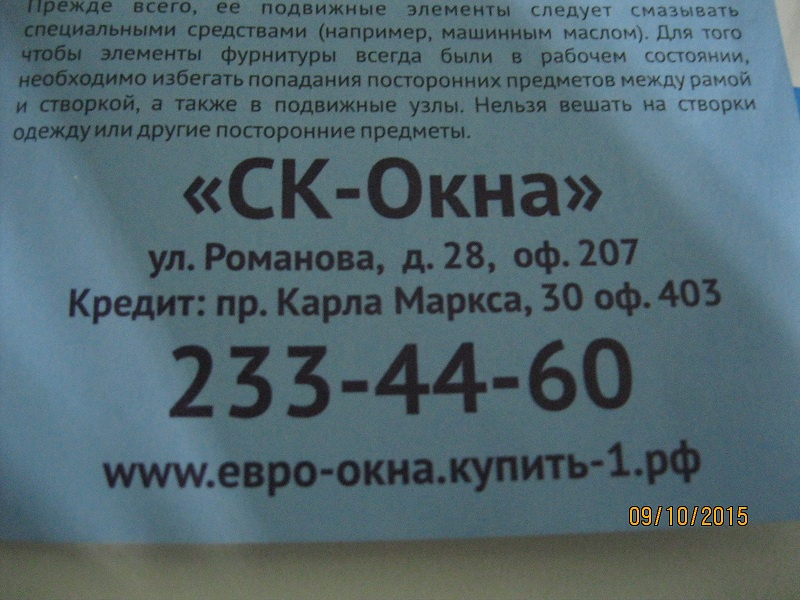 Прежде всего, ее подвижные элементы следует смазывать
специальными средствами (например, машинным маслом). Для того
чтобы элементы фурнитуры всегда были в рабочем состоянии,
необходимо избегать попадания посторонних предметов между рамой
и створкой, а также в подвижные узлы. Нельзя вешать на створки
одежду или другие посторонние предметы.
«СК-Окна»
ул. Романова, д. 28, оф. 207
Кредит: пр. Карла Маркса, 30 оф. 403
233-44-60
www.евро-окна.купить-1.рф
09/10/2015